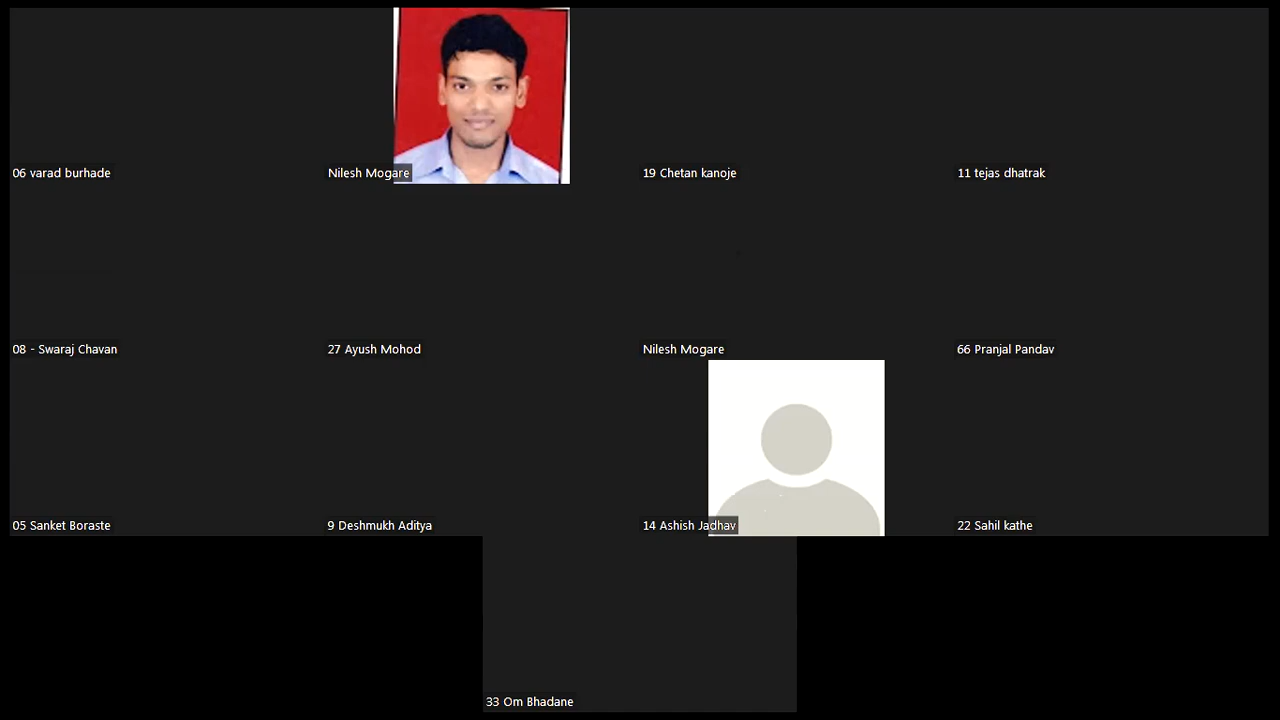 06 varad burhade
Nilesh Mogare
19 Chetan kanoje
11 tejas dhatrak
08 - Swaraj Chavan
27 Ayush Mohod
Nilesh Mogare
66 Pranjal Pandav
05 Sanket Boraste
9 Deshmukh Aditya
14 Ashish Jadhav
22 Sahil kathe
33 Om Bhadane